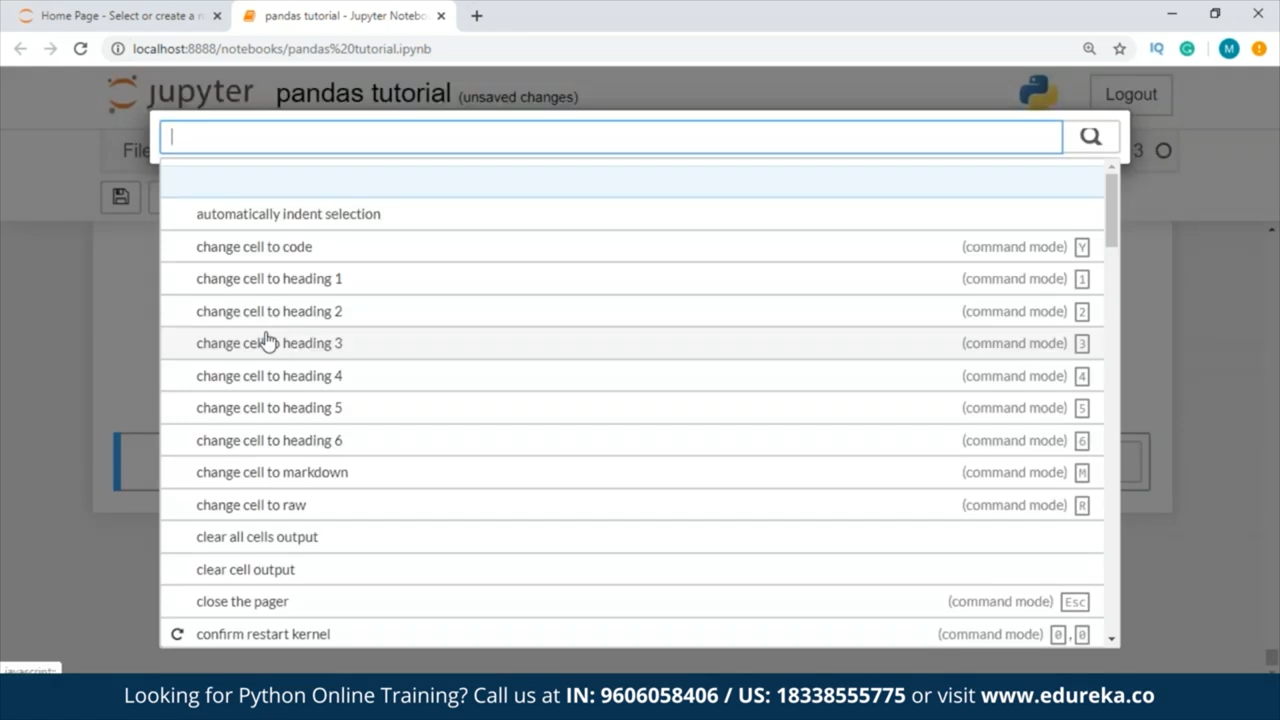 Home Page - Select or create a n
pandas tutorial - Jupyter Notebo
localhost:8888/notebooks/pandas%20tutorial.ipynb
IQ
M
jupyter pandas tutorial (unsaved changes)
Logout
File
3
automatically indent selection
change cell to code (command mode) Y
change cell to heading 1 (command mode) 1
change cell to heading 2 (command mode) 2
change cell to heading 3 (command mode) 3
change cell to heading 4 (command mode) 4
change cell to heading 5 (command mode) 5
change cell to heading 6 (command mode) 6
change cell to markdown (command mode) M
change cell to raw (command mode) R
clear all cells output
clear cell output
close the pager (command mode) Esc
confirm restart kernel (command mode) 0,0
Looking for Python Online Training? Call us at IN: 9606058406 / US: 18338555775 or visit www.edureka.co